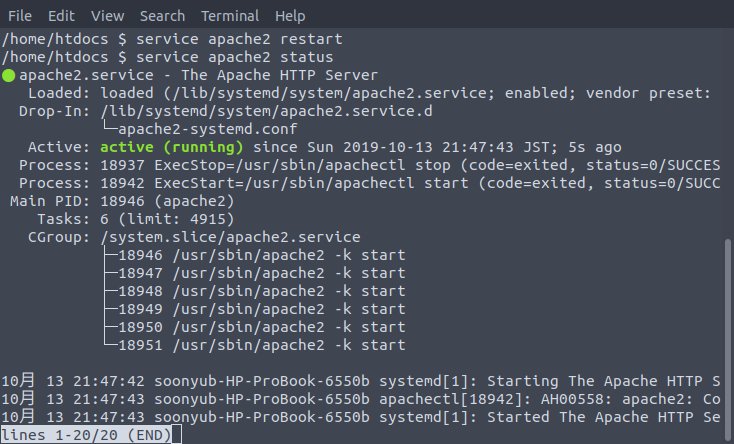 File Edit View Search Terminal Help
/home/htdocs $ service apache2 restart
/home/htdocs $ service apache2 status
● apache2.service - The Apache HTTP Server
   Loaded: loaded (/lib/systemd/system/apache2.service; enabled; vendor preset:
  Drop-In: /lib/systemd/system/apache2.service.d
           └─apache2-systemd.conf
   Active: active (running) since Sun 2019-10-13 21:47:43 JST; 5s ago
  Process: 18937 ExecStop=/usr/sbin/apachectl stop (code=exited, status=0/SUCCES
  Process: 18942 ExecStart=/usr/sbin/apachectl start (code=exited, status=0/SUCC
 Main PID: 18946 (apache2)
    Tasks: 6 (limit: 4915)
   CGroup: /system.slice/apache2.service
           ├─18946 /usr/sbin/apache2 -k start
           ├─18947 /usr/sbin/apache2 -k start
           ├─18948 /usr/sbin/apache2 -k start
           ├─18949 /usr/sbin/apache2 -k start
           ├─18950 /usr/sbin/apache2 -k start
           └─18951 /usr/sbin/apache2 -k start
10月 13 21:47:42 soonyub-HP-ProBook-6550b systemd[1]: Starting The Apache HTTP S
10月 13 21:47:43 soonyub-HP-ProBook-6550b apachectl[18942]: AH00558: apache2: Co
10月 13 21:47:43 soonyub-HP-ProBook-6550b systemd[1]: Started The Apache HTTP Se
lines 1-20/20 (END)